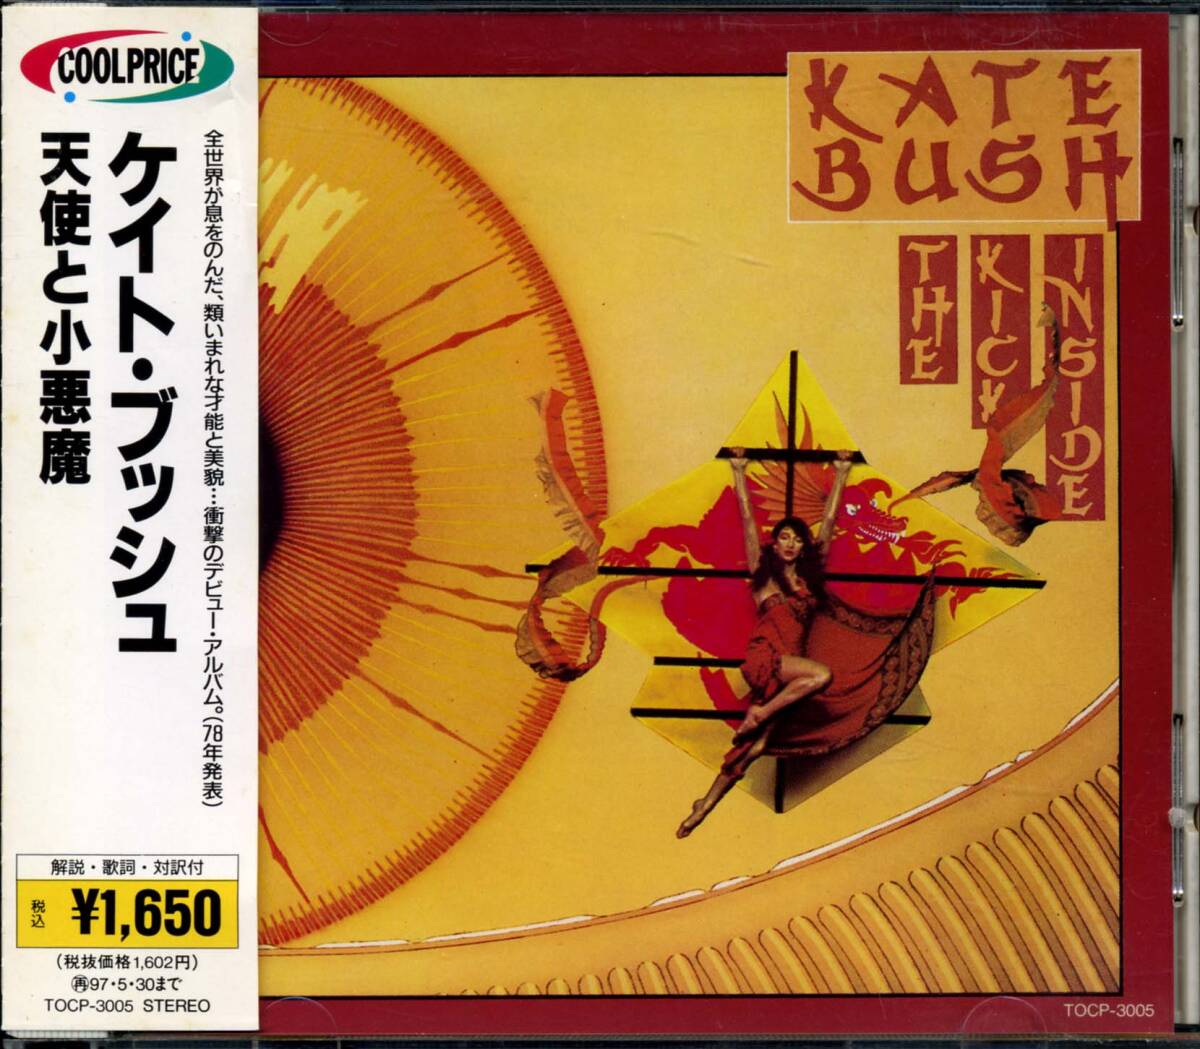 COOLPRICE
ケイト・ブッシュ
天使と小悪魔
全世界が息をのんだ、類いまれな才能と美貌…衝撃のデビュー・アルバム。(78年発表)
解説・歌詞・対訳付
税込 ¥1,650
(税抜価格1,602円)
㊢97・5・30まで
TOCP-3005 STEREO
KATE
BUSH
THE
KICK
INSIDE
TOCP-3005